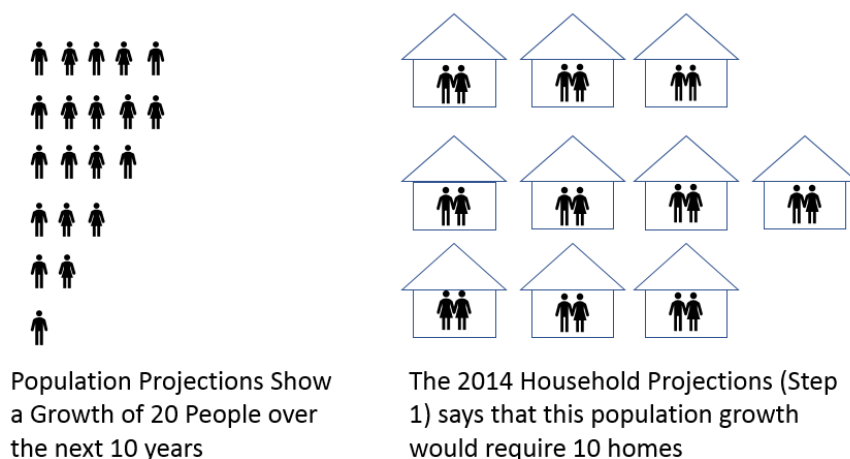 Population Projections Show
a Growth of 20 People over
the next 10 years
The 2014 Household Projections (Step
1) says that this population growth
would require 10 homes